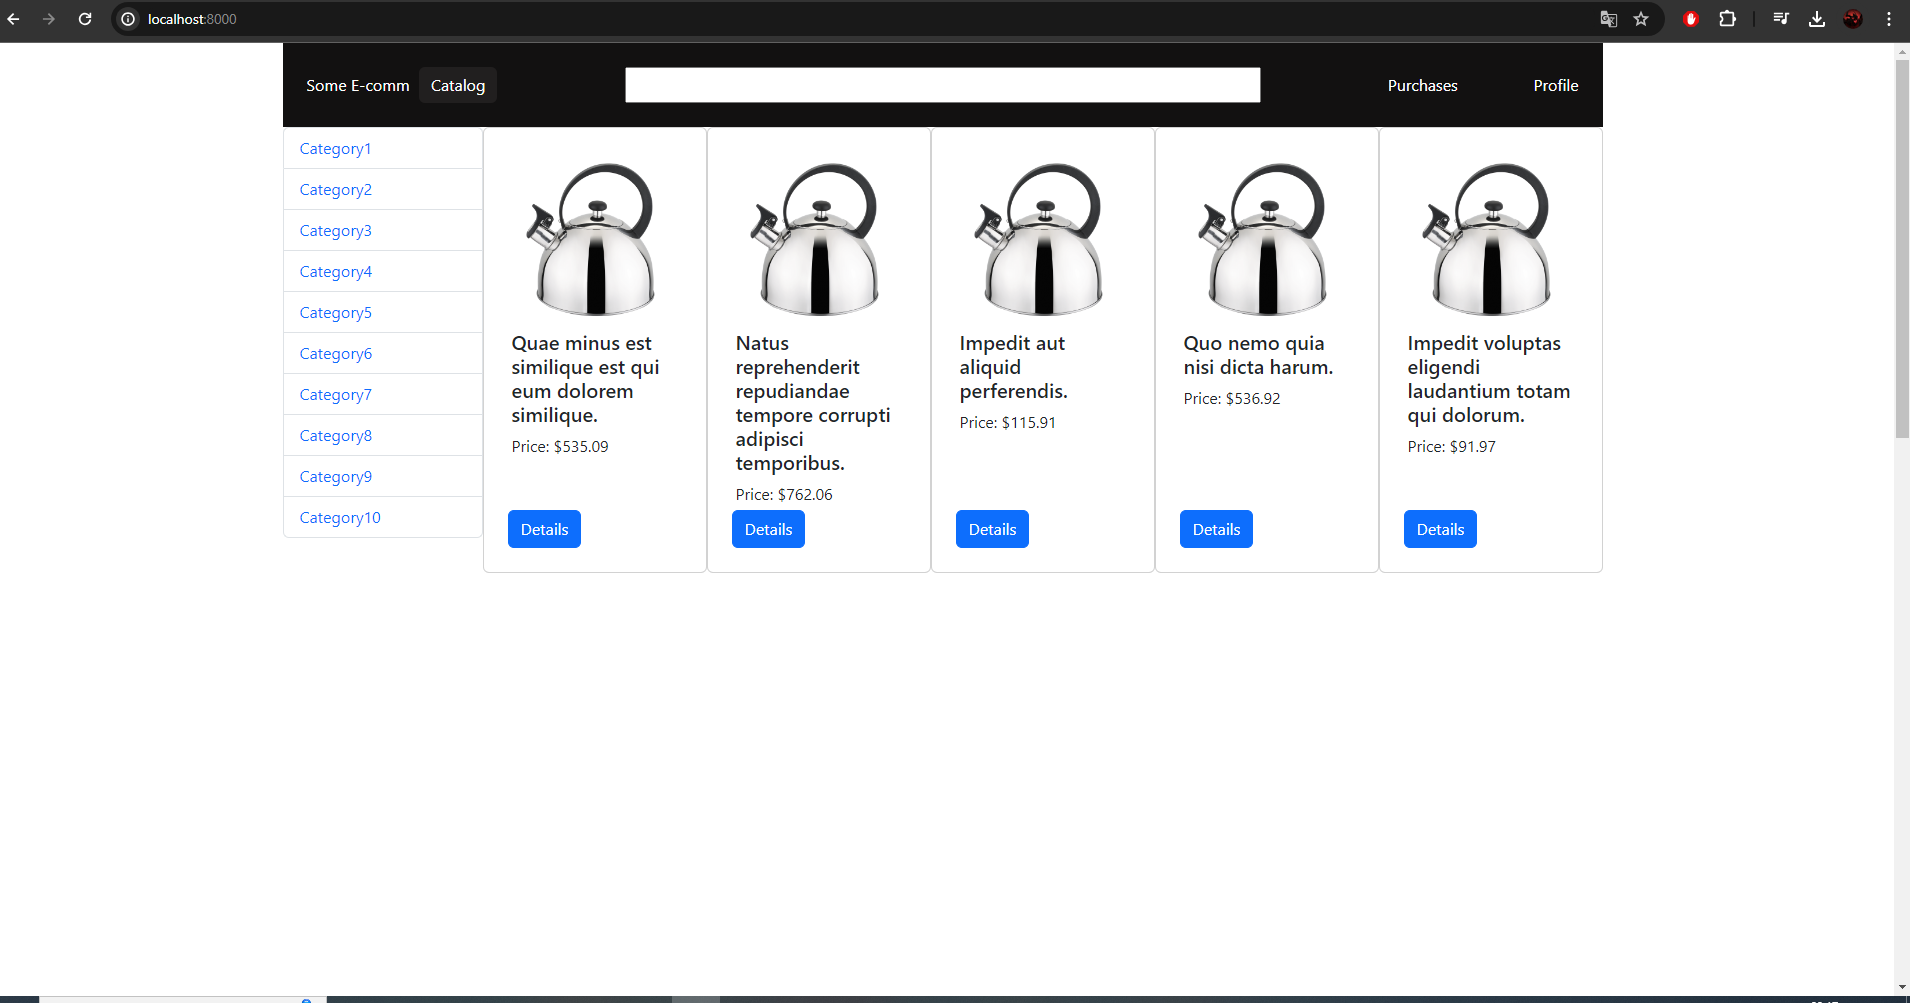 localhost:8000
Some E-comm Catalog Purchases Profile
Category1
Category2
Category3
Category4
Category5
Category6
Category7
Category8
Category9
Category10
Quae minus est
similique est qui
eum dolorem
similique.
Price: $535.09
Details
Natus
reprehenderit
repudiandae
tempore corrupti
adipisci
temporibus.
Price: $762.06
Details
Impedit aut
aliquid
perferendis.
Price: $115.91
Details
Quo nemo quia
nisi dicta harum.
Price: $536.92
Details
Impedit voluptas
eligendi
laudantium totam
qui dolorum.
Price: $91.97
Details